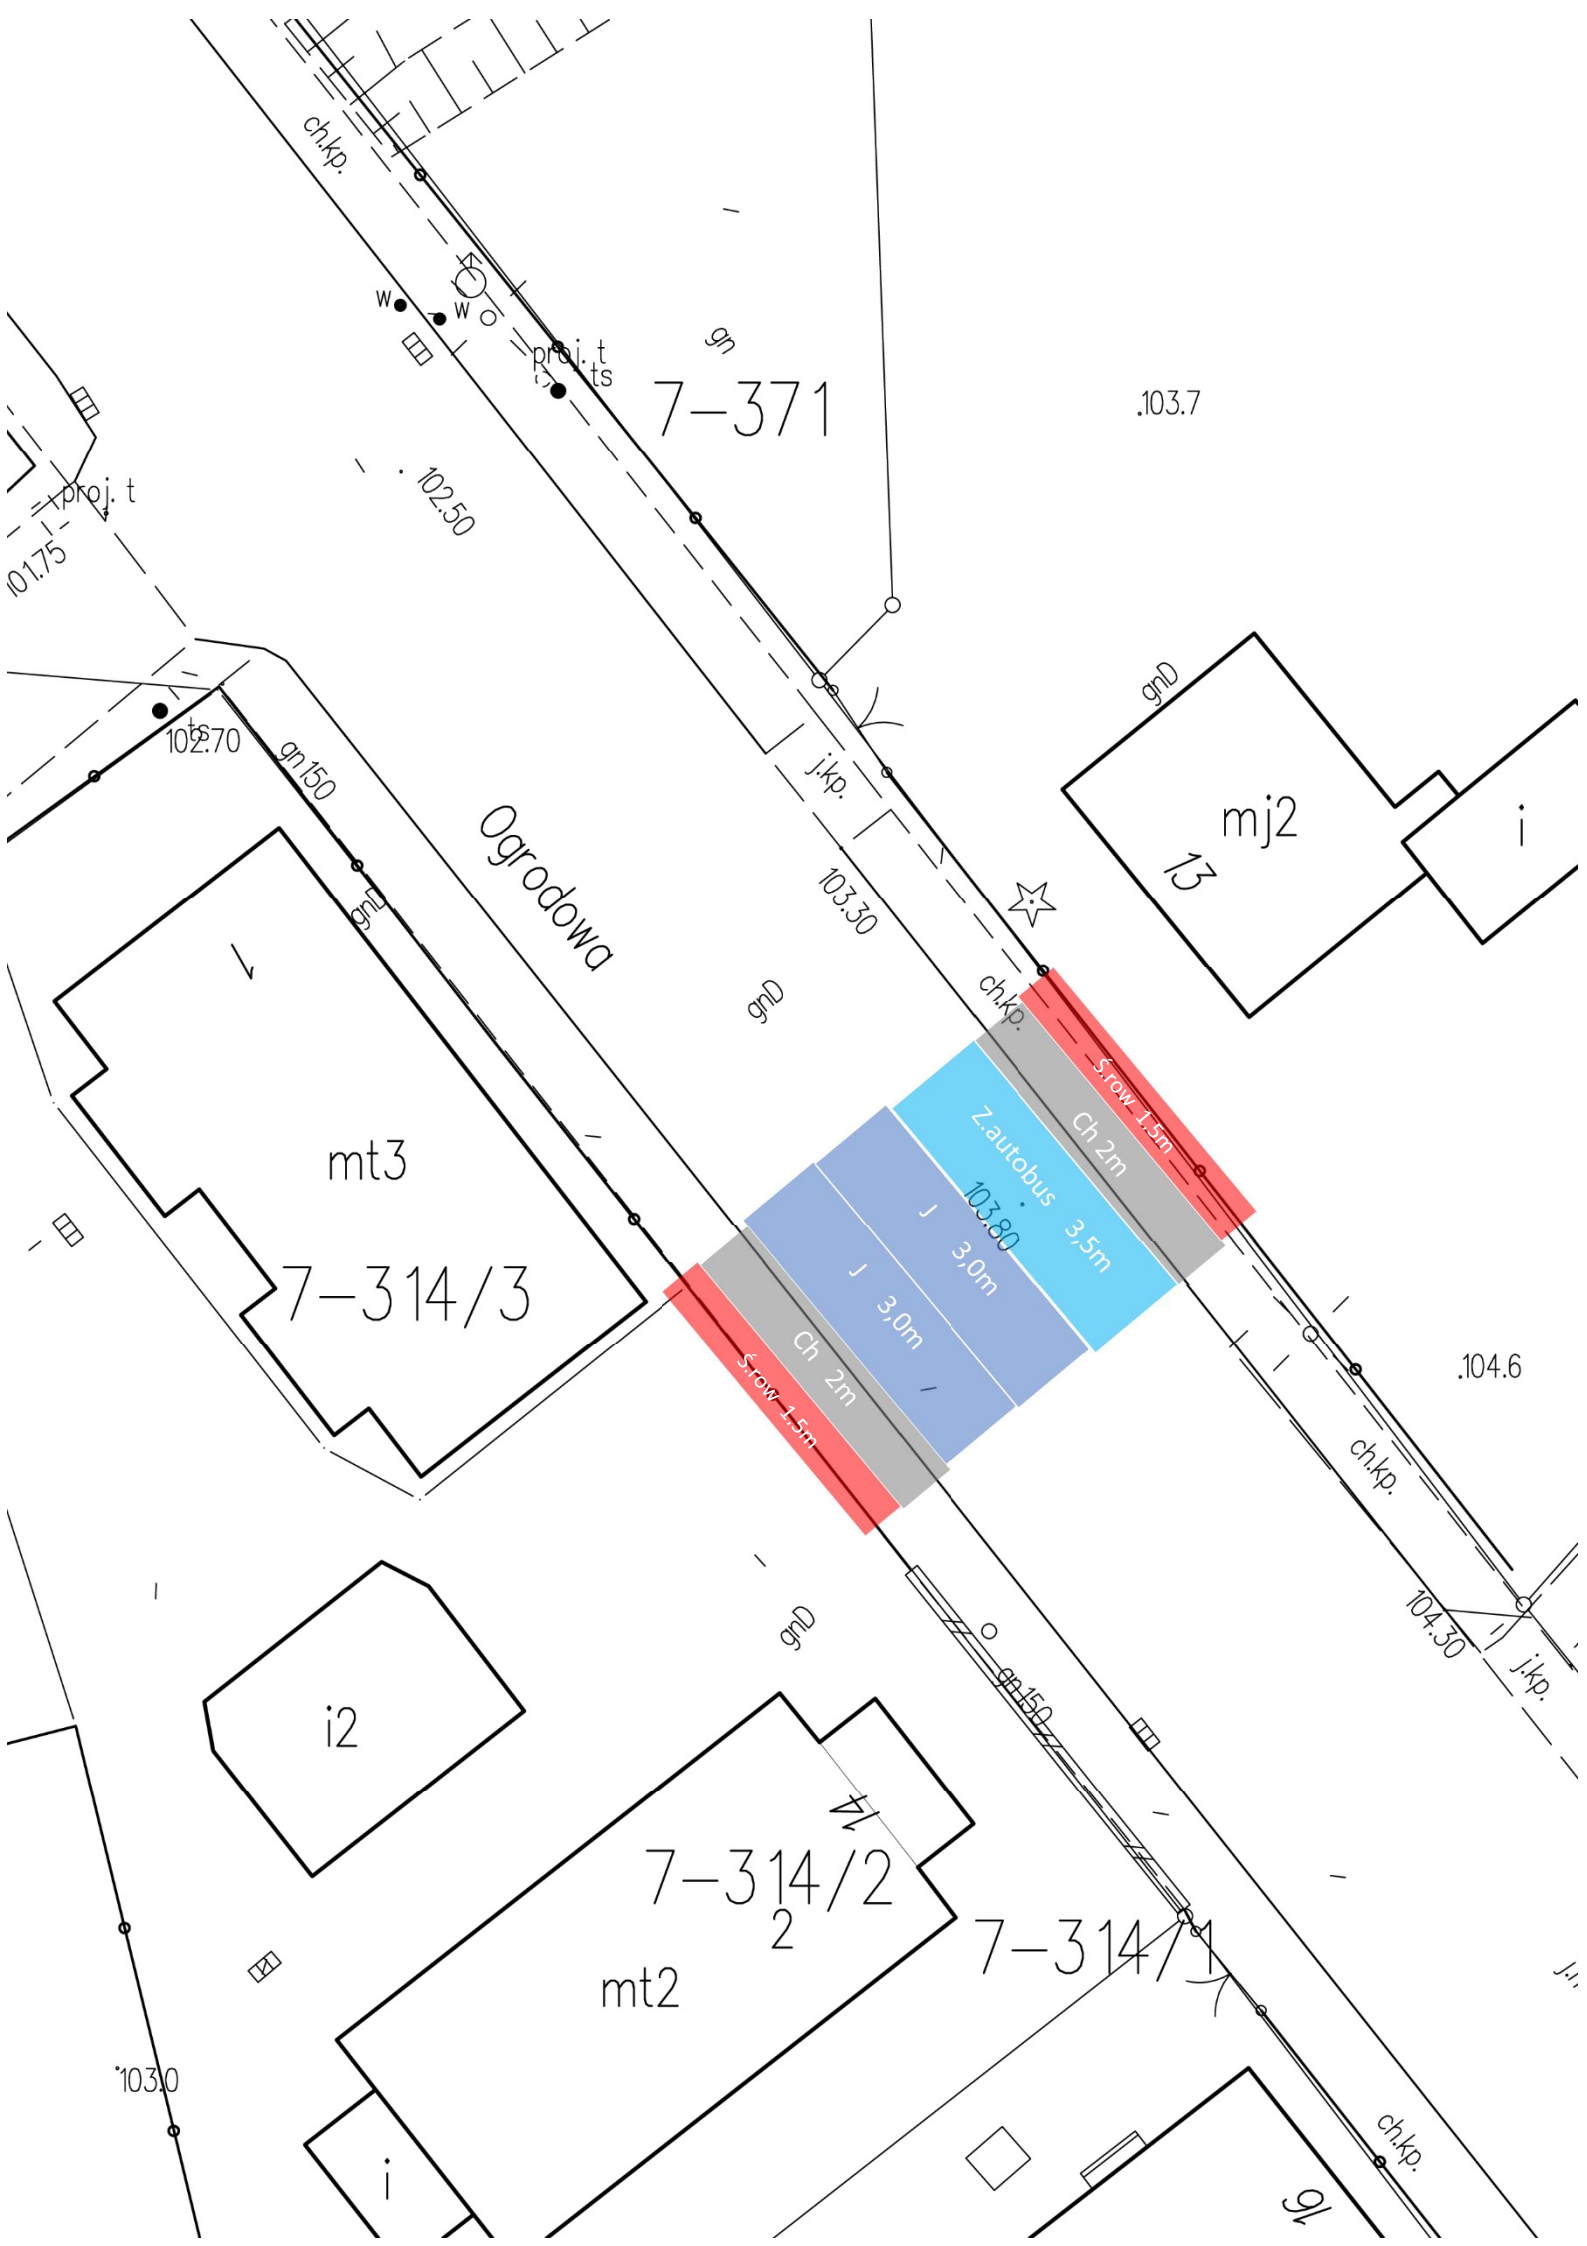 ch.kp.
w
w
proj. t
ts
gn
7-371
.103.7
102.50
proj. t
101.75
gnD
ts
102.70
gn150
j.kp.
mj2
i
13
Ogrodowa
gnD
103.30
1
gnD
ch.kp.
Ś.row 1,5m
Ch 2m
Z.autobus 3,5m
103.80
J 3,0m
J 3,0m
Ch 2m
Ś.row 1,5m
mt3
7-314/3
.104.6
ch.kp.
gnD
104.30
j.kp.
gn150
i2
14
7-314/2
2
7-314/1
mt2
103.0
ch.kp.
i
16